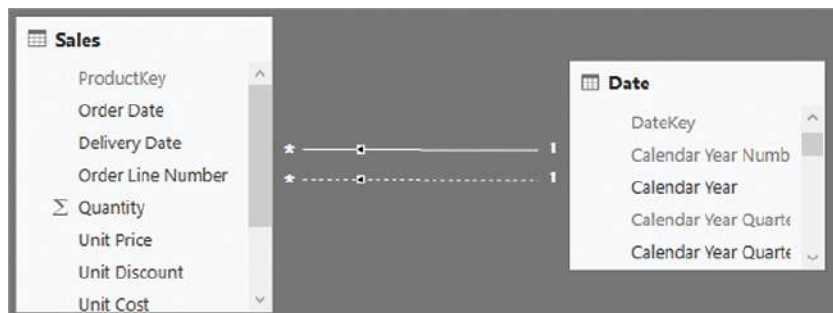 Sales
ProductKey
Order Date
Delivery Date
Order Line Number
∑ Quantity
Unit Price
Unit Discount
Unit Cost
* 1
* 1
Date
DateKey
Calendar Year Numb
Calendar Year
Calendar Year Quarte
Calendar Year Quarte